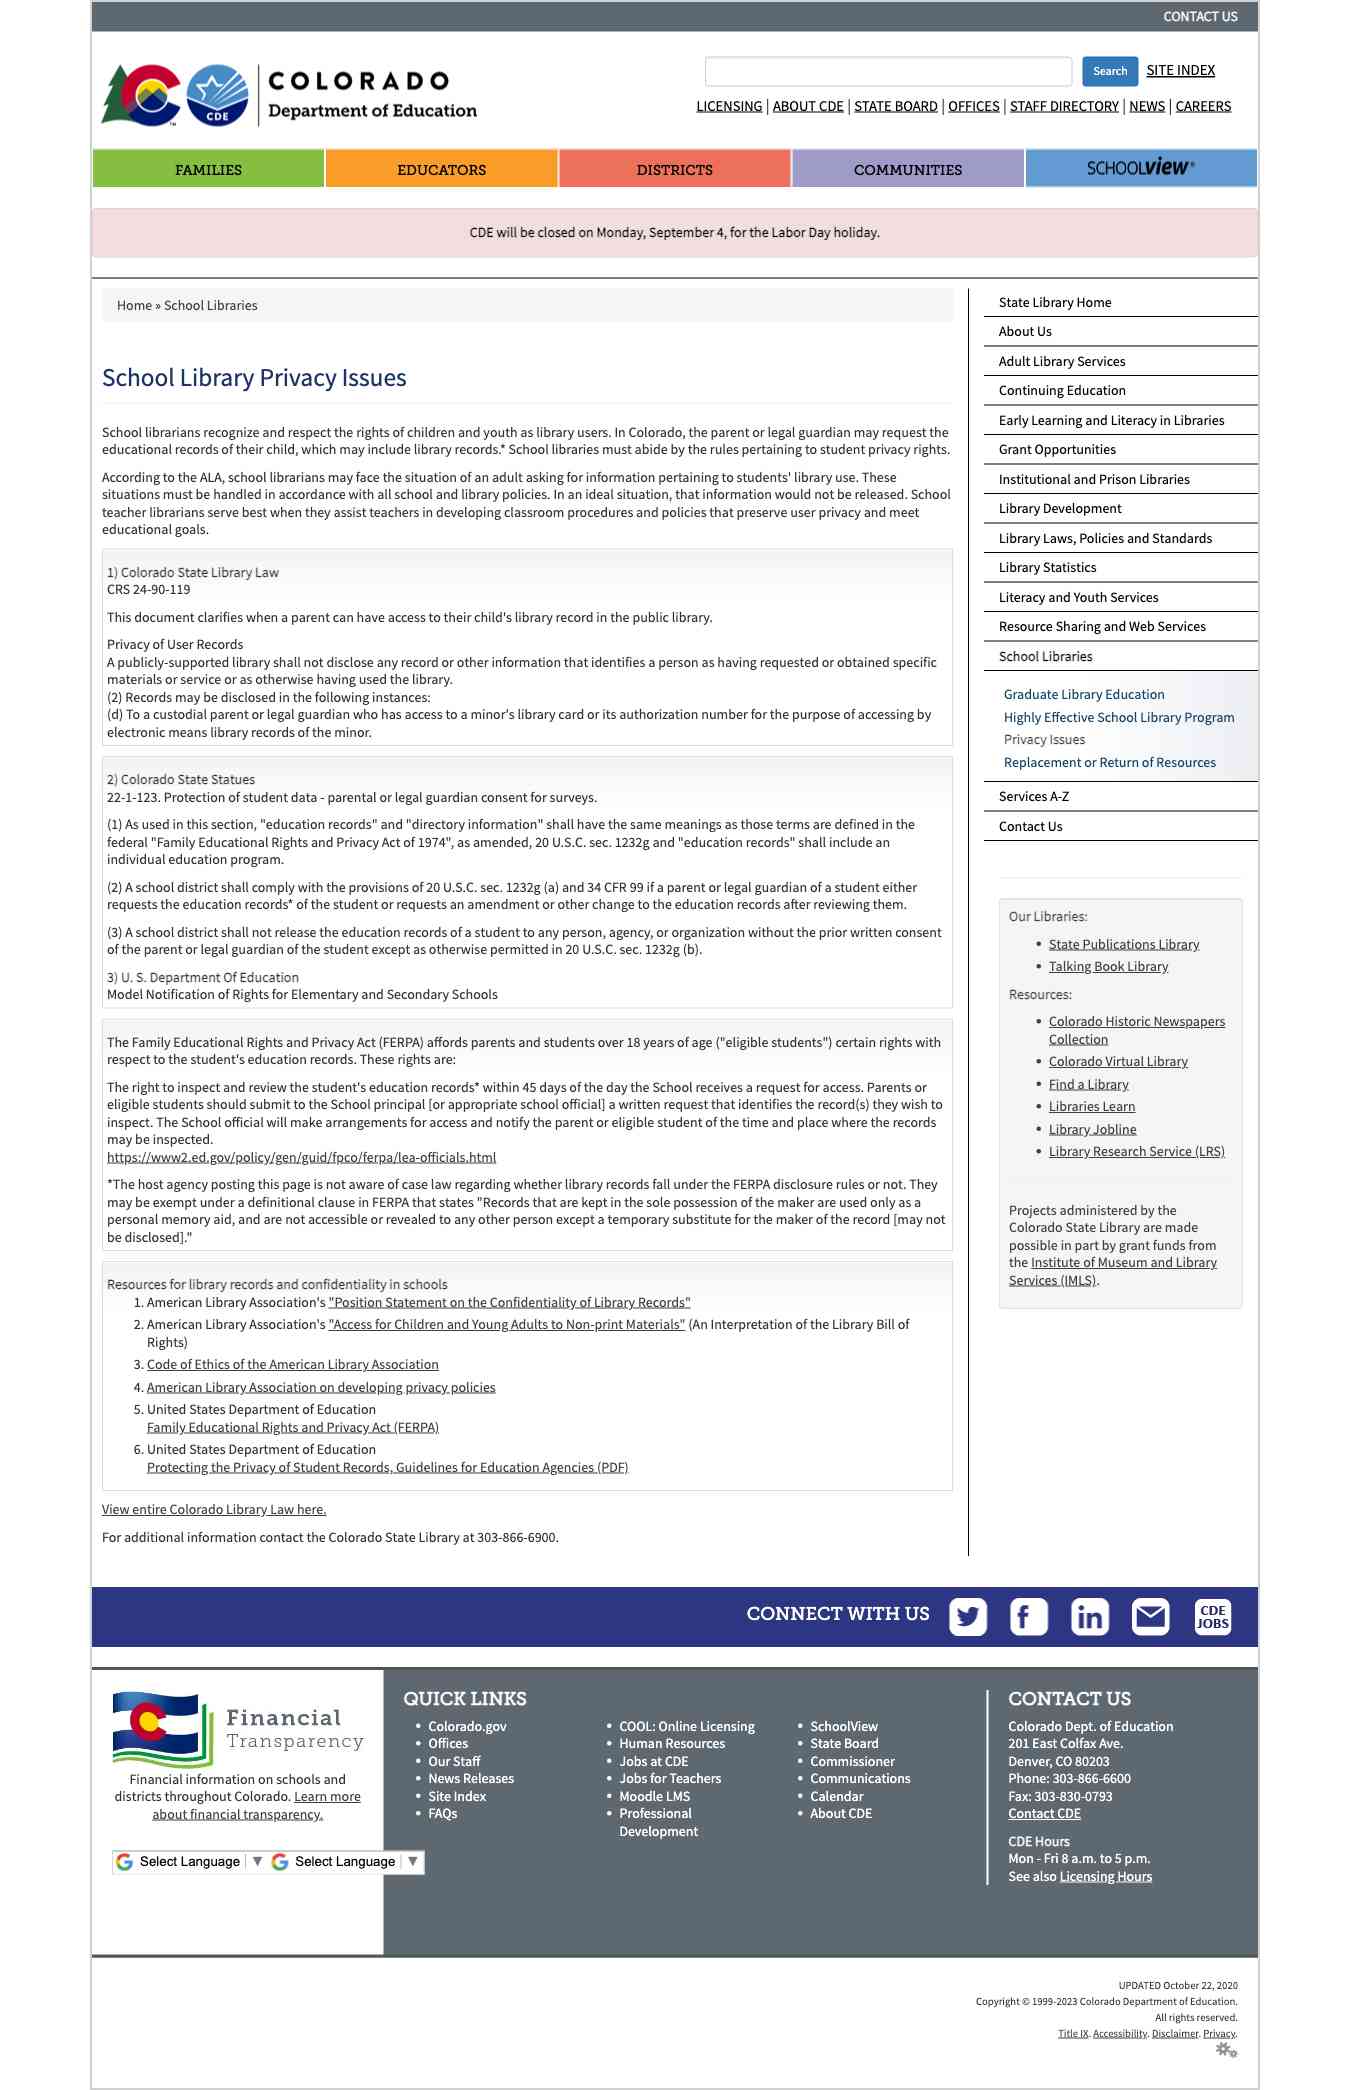 CONTACT US
COLORADO
Department of Education
CDE
TM
Search
SITE INDEX
LICENSING | ABOUT CDE | STATE BOARD | OFFICES | STAFF DIRECTORY | NEWS | CAREERS
FAMILIES
EDUCATORS
DISTRICTS
COMMUNITIES
SCHOOLview®
CDE will be closed on Monday, September 4, for the Labor Day holiday.
Home » School Libraries
School Library Privacy Issues
School librarians recognize and respect the rights of children and youth as library users. In Colorado, the parent or legal guardian may request the
educational records of their child, which may include library records.* School libraries must abide by the rules pertaining to student privacy rights.
According to the ALA, school librarians may face the situation of an adult asking for information pertaining to students' library use. These
situations must be handled in accordance with all school and library policies. In an ideal situation, that information would not be released. School
teacher librarians serve best when they assist teachers in developing classroom procedures and policies that preserve user privacy and meet
educational goals.
1) Colorado State Library Law
CRS 24-90-119
This document clarifies when a parent can have access to their child's library record in the public library.
Privacy of User Records
A publicly-supported library shall not disclose any record or other information that identifies a person as having requested or obtained specific
materials or service or as otherwise having used the library.
(2) Records may be disclosed in the following instances:
(d) To a custodial parent or legal guardian who has access to a minor's library card or its authorization number for the purpose of accessing by
electronic means library records of the minor.
2) Colorado State Statues
22-1-123. Protection of student data - parental or legal guardian consent for surveys.
(1) As used in this section, "education records" and "directory information" shall have the same meanings as those terms are defined in the
federal "Family Educational Rights and Privacy Act of 1974", as amended, 20 U.S.C. sec. 1232g and "education records" shall include an
individual education program.
(2) A school district shall comply with the provisions of 20 U.S.C. sec. 1232g (a) and 34 CFR 99 if a parent or legal guardian of a student either
requests the education records* of the student or requests an amendment or other change to the education records after reviewing them.
(3) A school district shall not release the education records of a student to any person, agency, or organization without the prior written consent
of the parent or legal guardian of the student except as otherwise permitted in 20 U.S.C. sec. 1232g (b).
3) U. S. Department Of Education
Model Notification of Rights for Elementary and Secondary Schools
The Family Educational Rights and Privacy Act (FERPA) affords parents and students over 18 years of age ("eligible students") certain rights with
respect to the student's education records. These rights are:
The right to inspect and review the student's education records* within 45 days of the day the School receives a request for access. Parents or
eligible students should submit to the School principal [or appropriate school official] a written request that identifies the record(s) they wish to
inspect. The School official will make arrangements for access and notify the parent or eligible student of the time and place where the records
may be inspected.
https://www2.ed.gov/policy/gen/guid/fpco/ferpa/lea-officials.html
*The host agency posting this page is not aware of case law regarding whether library records fall under the FERPA disclosure rules or not. They
may be exempt under a definitional clause in FERPA that states "Records that are kept in the sole possession of the maker are used only as a
personal memory aid, and are not accessible or revealed to any other person except a temporary substitute for the maker of the record [may not
be disclosed]."
Resources for library records and confidentiality in schools
1. American Library Association's "Position Statement on the Confidentiality of Library Records"
2. American Library Association's "Access for Children and Young Adults to Non-print Materials" (An Interpretation of the Library Bill of
Rights)
3. Code of Ethics of the American Library Association
4. American Library Association on developing privacy policies
5. United States Department of Education
Family Educational Rights and Privacy Act (FERPA)
6. United States Department of Education
Protecting the Privacy of Student Records, Guidelines for Education Agencies (PDF)
View entire Colorado Library Law here.
For additional information contact the Colorado State Library at 303-866-6900.
State Library Home
About Us
Adult Library Services
Continuing Education
Early Learning and Literacy in Libraries
Grant Opportunities
Institutional and Prison Libraries
Library Development
Library Laws, Policies and Standards
Library Statistics
Literacy and Youth Services
Resource Sharing and Web Services
School Libraries
Graduate Library Education
Highly Effective School Library Program
Privacy Issues
Replacement or Return of Resources
Services A-Z
Contact Us
Our Libraries:
• State Publications Library
• Talking Book Library
Resources:
• Colorado Historic Newspapers
Collection
• Colorado Virtual Library
• Find a Library
• Libraries Learn
• Library Jobline
• Library Research Service (LRS)
Projects administered by the
Colorado State Library are made
possible in part by grant funds from
the Institute of Museum and Library
Services (IMLS).
CONNECT WITH US
CDE
JOBS
Financial
Transparency
Financial information on schools and
districts throughout Colorado. Learn more
about financial transparency.
Select Language ▼ Select Language ▼
QUICK LINKS
• Colorado.gov
• Offices
• Our Staff
• News Releases
• Site Index
• FAQs
• COOL: Online Licensing
• Human Resources
• Jobs at CDE
• Jobs for Teachers
• Moodle LMS
• Professional
Development
• SchoolView
• State Board
• Commissioner
• Communications
• Calendar
• About CDE
CONTACT US
Colorado Dept. of Education
201 East Colfax Ave.
Denver, CO 80203
Phone: 303-866-6600
Fax: 303-830-0793
Contact CDE
CDE Hours
Mon - Fri 8 a.m. to 5 p.m.
See also Licensing Hours
UPDATED October 22, 2020
Copyright © 1999-2023 Colorado Department of Education.
All rights reserved.
Title IX. Accessibility. Disclaimer. Privacy.